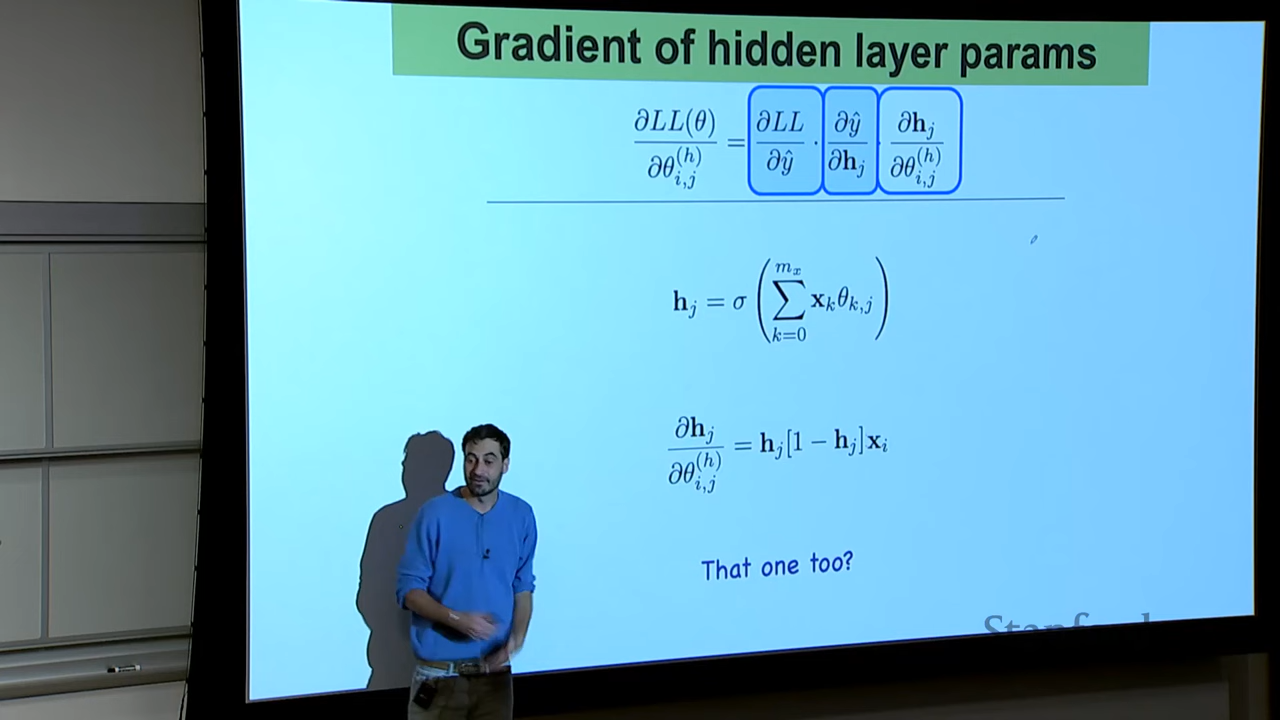 Gradient of hidden layer params
∂LL(θ)/∂θ_{i,j}^{(h)} = ∂LL/∂ŷ · ∂ŷ/∂h_j · ∂h_j/∂θ_{i,j}^{(h)}
h_j = σ(∑_{k=0}^{m_x} x_k θ_{k,j})
∂h_j/∂θ_{i,j}^{(h)} = h_j[1 − h_j]x_i
That one too?